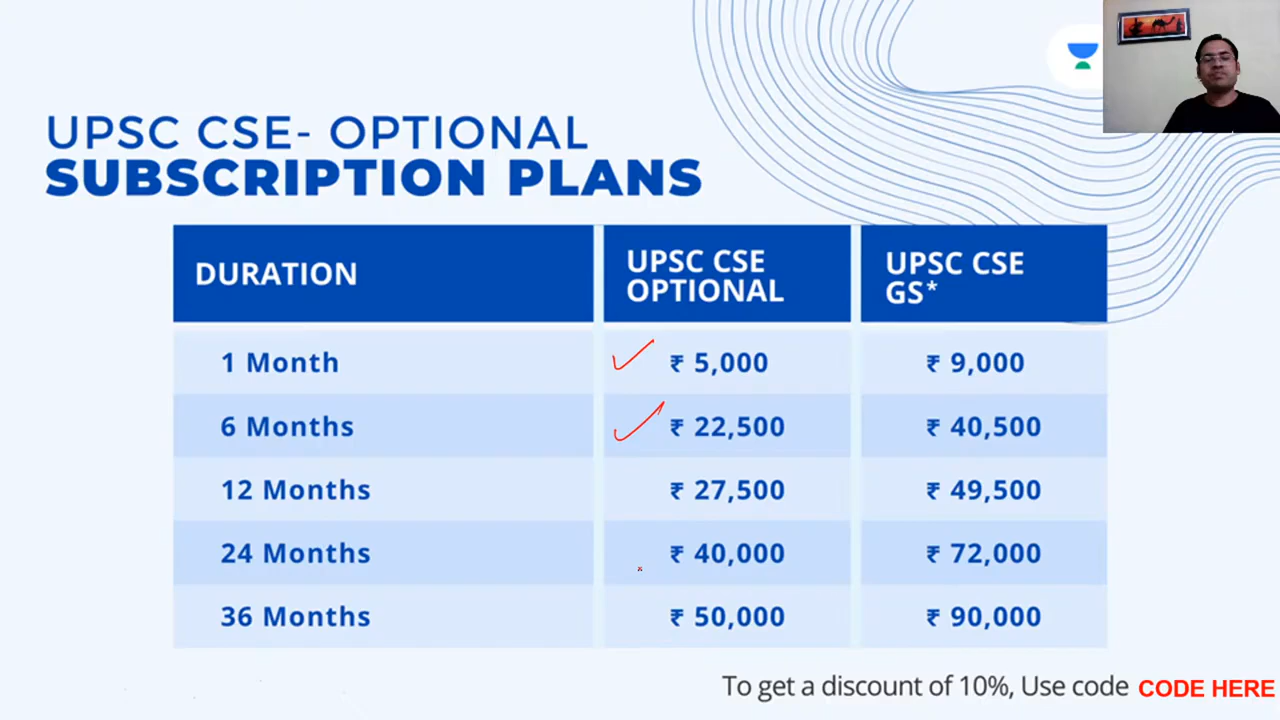 UPSC CSE- OPTIONAL
SUBSCRIPTION PLANS
DURATION
UPSC CSE
OPTIONAL
UPSC CSE
GS*
1 Month
₹ 5,000
₹ 9,000
6 Months
₹ 22,500
₹ 40,500
12 Months
₹ 27,500
₹ 49,500
24 Months
₹ 40,000
₹ 72,000
36 Months
₹ 50,000
₹ 90,000
To get a discount of 10%, Use code CODE HERE